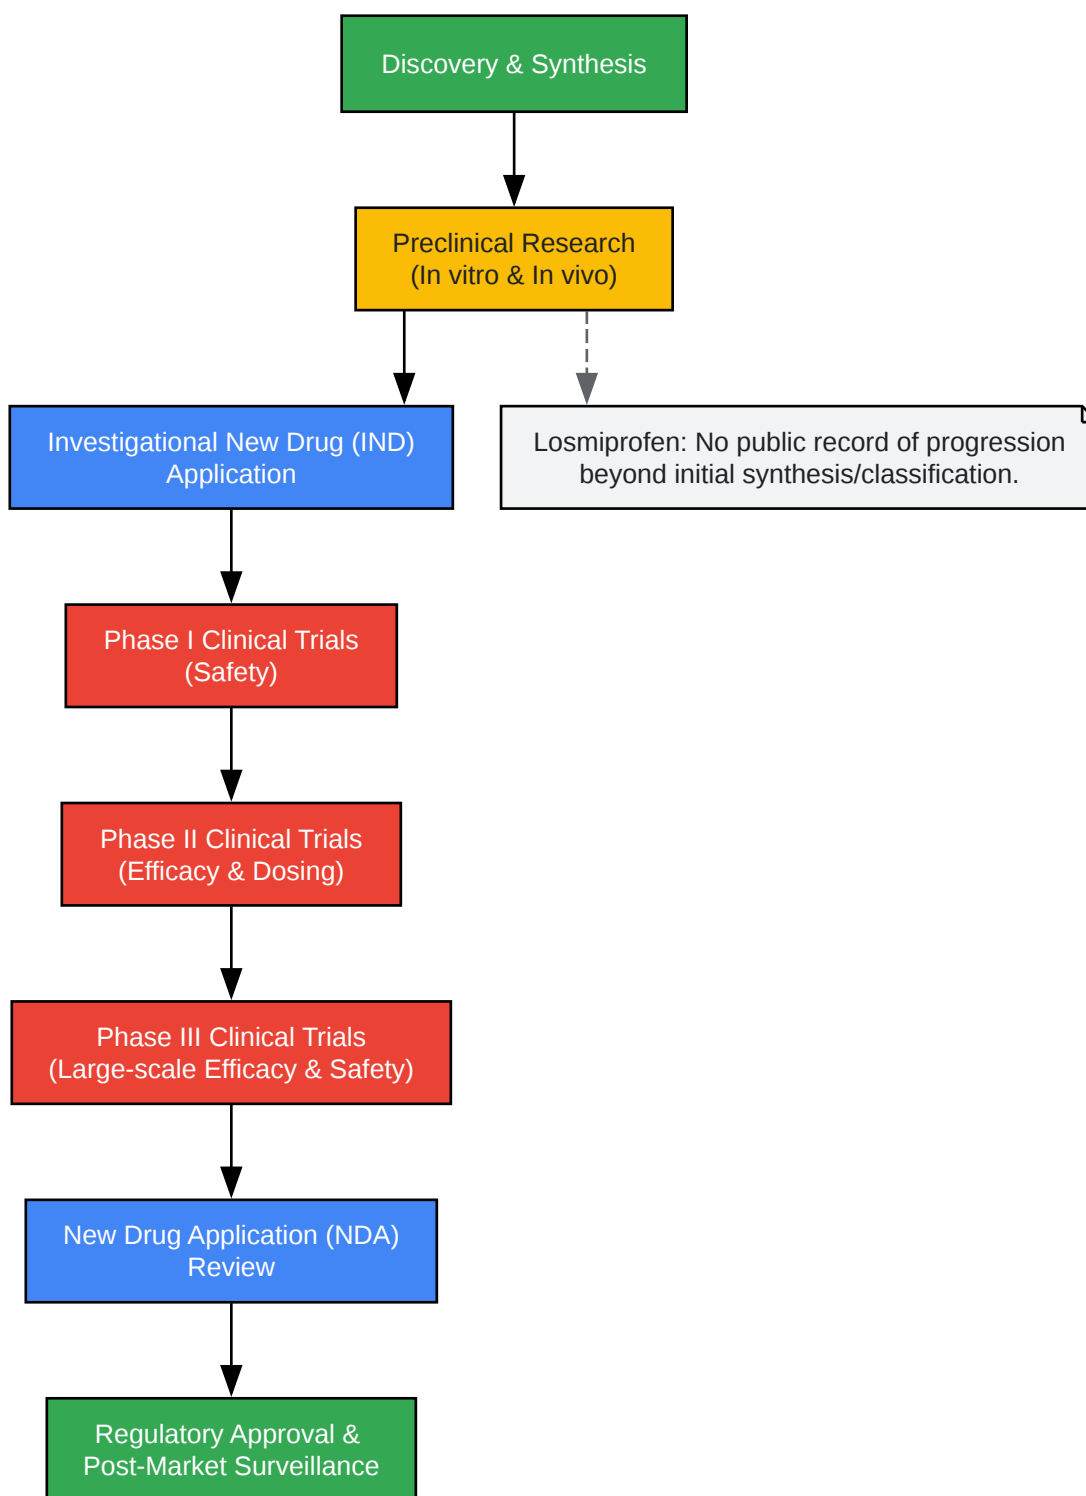 Discovery & Synthesis
Preclinical Research
(In vitro & In vivo)
Investigational New Drug (IND)
Application
Losmiprofen: No public record of progression
beyond initial synthesis/classification.
Phase I Clinical Trials
(Safety)
Phase II Clinical Trials
(Efficacy & Dosing)
Phase III Clinical Trials
(Large-scale Efficacy & Safety)
New Drug Application (NDA)
Review
Regulatory Approval &
Post-Market Surveillance